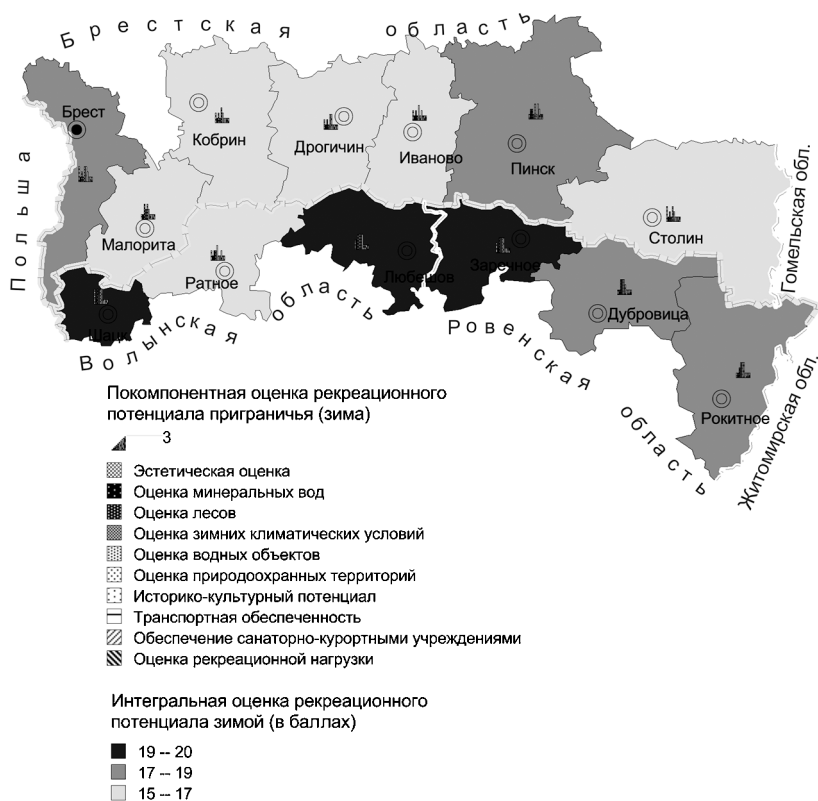 Брестская область
Брест
Кобрин
Дрогичин
Иваново
Пинск
Польша
Малорита
Столин
Гомельская обл.
Ратное
Любешов
Заречное
Шацк
Дубровица
Волынская область
Ровенская область
Рокитное
Житомирская обл.
Покомпонентная оценка рекреационного
потенциала приграничья (зима)
3
Эстетическая оценка
Оценка минеральных вод
Оценка лесов
Оценка зимних климатических условий
Оценка водных объектов
Оценка природоохранных территорий
Историко-культурный потенциал
Транспортная обеспеченность
Обеспечение санаторно-курортными учреждениями
Оценка рекреационной нагрузки
Интегральная оценка рекреационного
потенциала зимой (в баллах)
19 -- 20
17 -- 19
15 -- 17